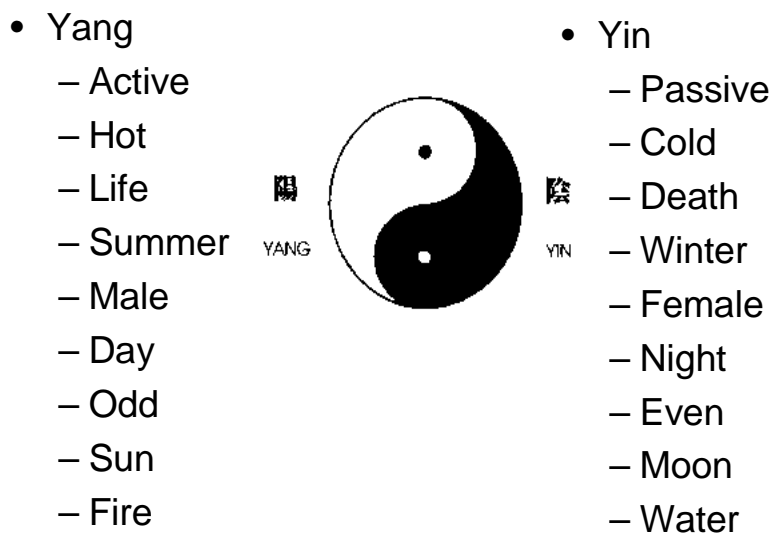 • Yang
– Active
– Hot
– Life
– Summer
– Male
– Day
– Odd
– Sun
– Fire
陽
YANG
陰
YIN
• Yin
– Passive
– Cold
– Death
– Winter
– Female
– Night
– Even
– Moon
– Water